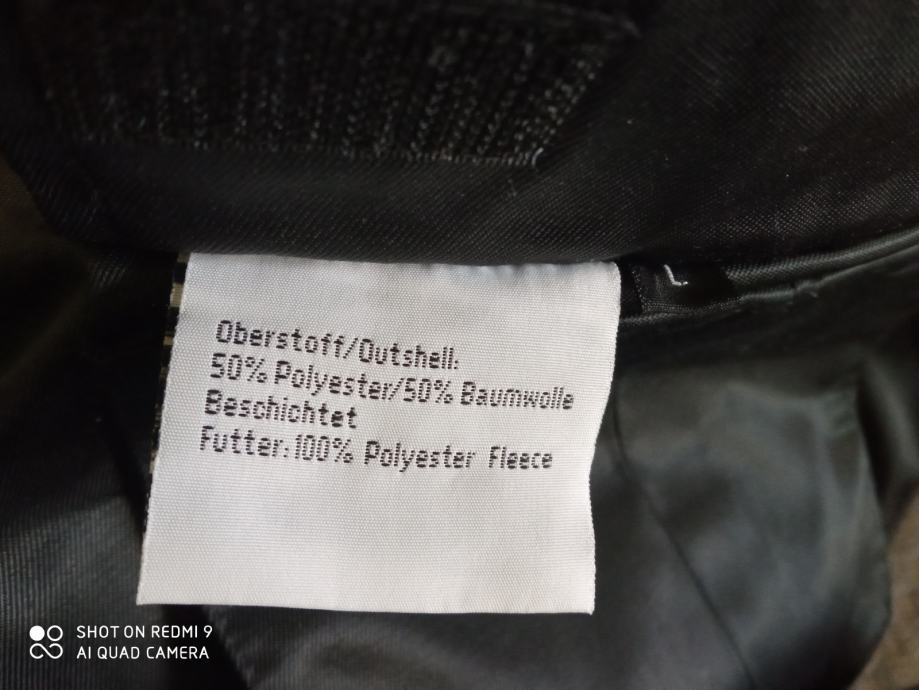 L
Oberstoff/Outshell:
50% Polyester/50% Baumwolle
Beschichtet
Futter:100% Polyester Fleece
SHOT ON REDMI 9
AI QUAD CAMERA